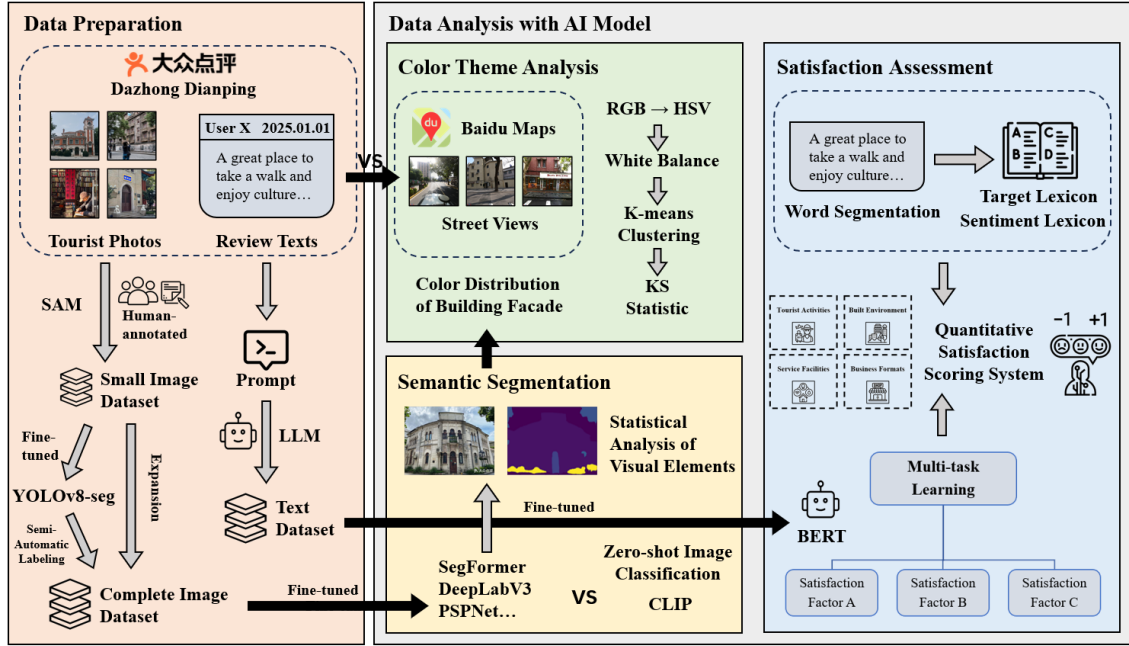 Data Preparation
大众点评
Dazhong Dianping
User X 2025.01.01
A great place to
take a walk and
enjoy culture…
Tourist Photos
Review Texts
SAM
Human-
annotated
Small Image
Dataset
Fine-
tuned
Expansion
YOLOv8-seg
Semi-
Automatic
Labeling
Complete Image
Dataset
Prompt
LLM
Text
Dataset
VS
Fine-tuned
Fine-tuned
Data Analysis with AI Model
Color Theme Analysis
du
Baidu Maps
Street Views
Color Distribution
of Building Facade
RGB → HSV
White Balance
K-means
Clustering
KS
Statistic
Semantic Segmentation
Statistical
Analysis of
Visual Elements
SegFormer
DeepLabV3
PSPNet…
VS
Zero-shot Image
Classification
CLIP
Satisfaction Assessment
A great place to
take a walk and
enjoy culture…
Word Segmentation
A C
B D
Target Lexicon
Sentiment Lexicon
Tourist Activities
Built Environment
Service Facilities
Business Formats
Quantitative
Satisfaction
Scoring System
−1 +1
BERT
Multi-task
Learning
Satisfaction
Factor A
Satisfaction
Factor B
Satisfaction
Factor C